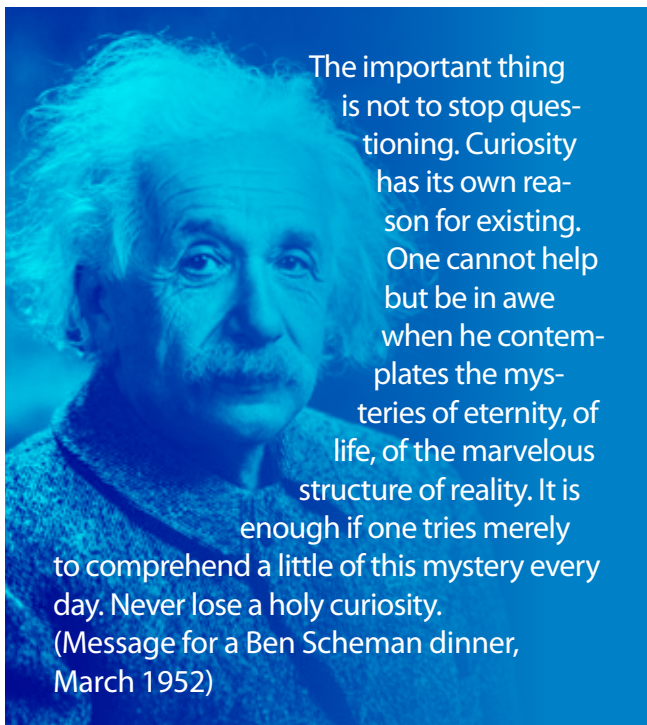 The important thing
is not to stop ques-
tioning. Curiosity
has its own rea-
son for existing.
One cannot help
but be in awe
when he contem-
plates the mys-
teries of eternity, of
life, of the marvelous
structure of reality. It is
enough if one tries merely
to comprehend a little of this mystery every
day. Never lose a holy curiosity.
(Message for a Ben Scheman dinner,
March 1952)